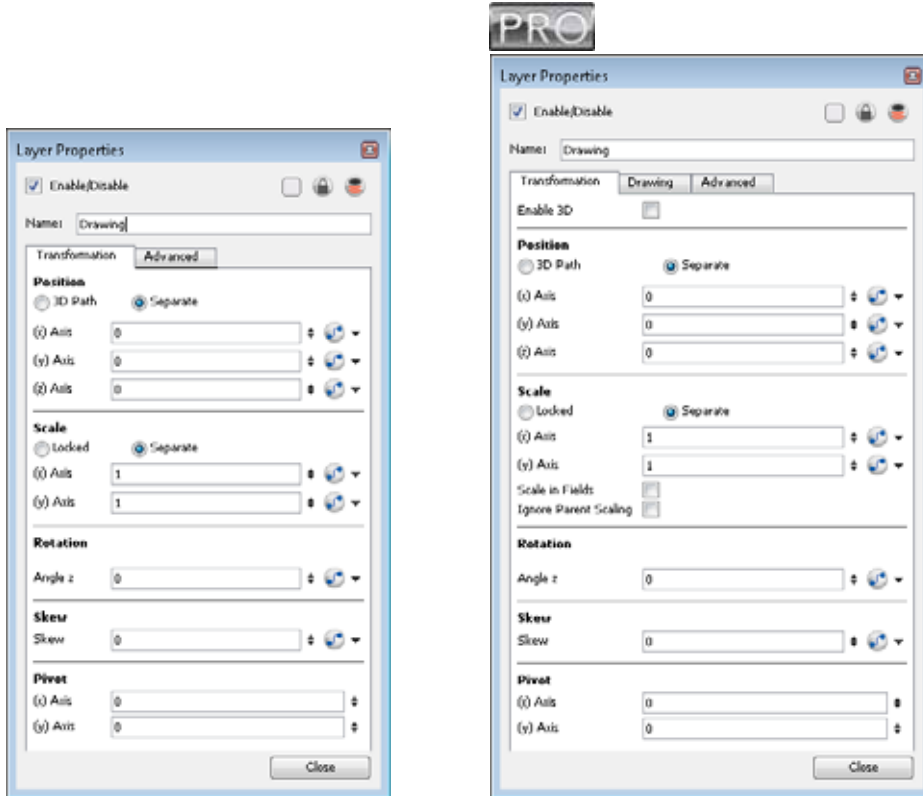 Layer Properties
Enable/Disable
Name: Drawing
Transformation Advanced
Position
3D Path Separate
(x) Axis 0
(y) Axis 0
(z) Axis 0
Scale
Locked Separate
(x) Axis 1
(y) Axis 1
Rotation
Angle z 0
Skew
Skew 0
Pivot
(x) Axis 0
(y) Axis 0
Close
PRO
Layer Properties
Enable/Disable
Name: Drawing
Transformation Drawing Advanced
Enable 3D
Position
3D Path Separate
(x) Axis 0
(y) Axis 0
(z) Axis 0
Scale
Locked Separate
(x) Axis 1
(y) Axis 1
Scale in Fields
Ignore Parent Scaling
Rotation
Angle z 0
Skew
Skew 0
Pivot
(x) Axis 0
(y) Axis 0
Close